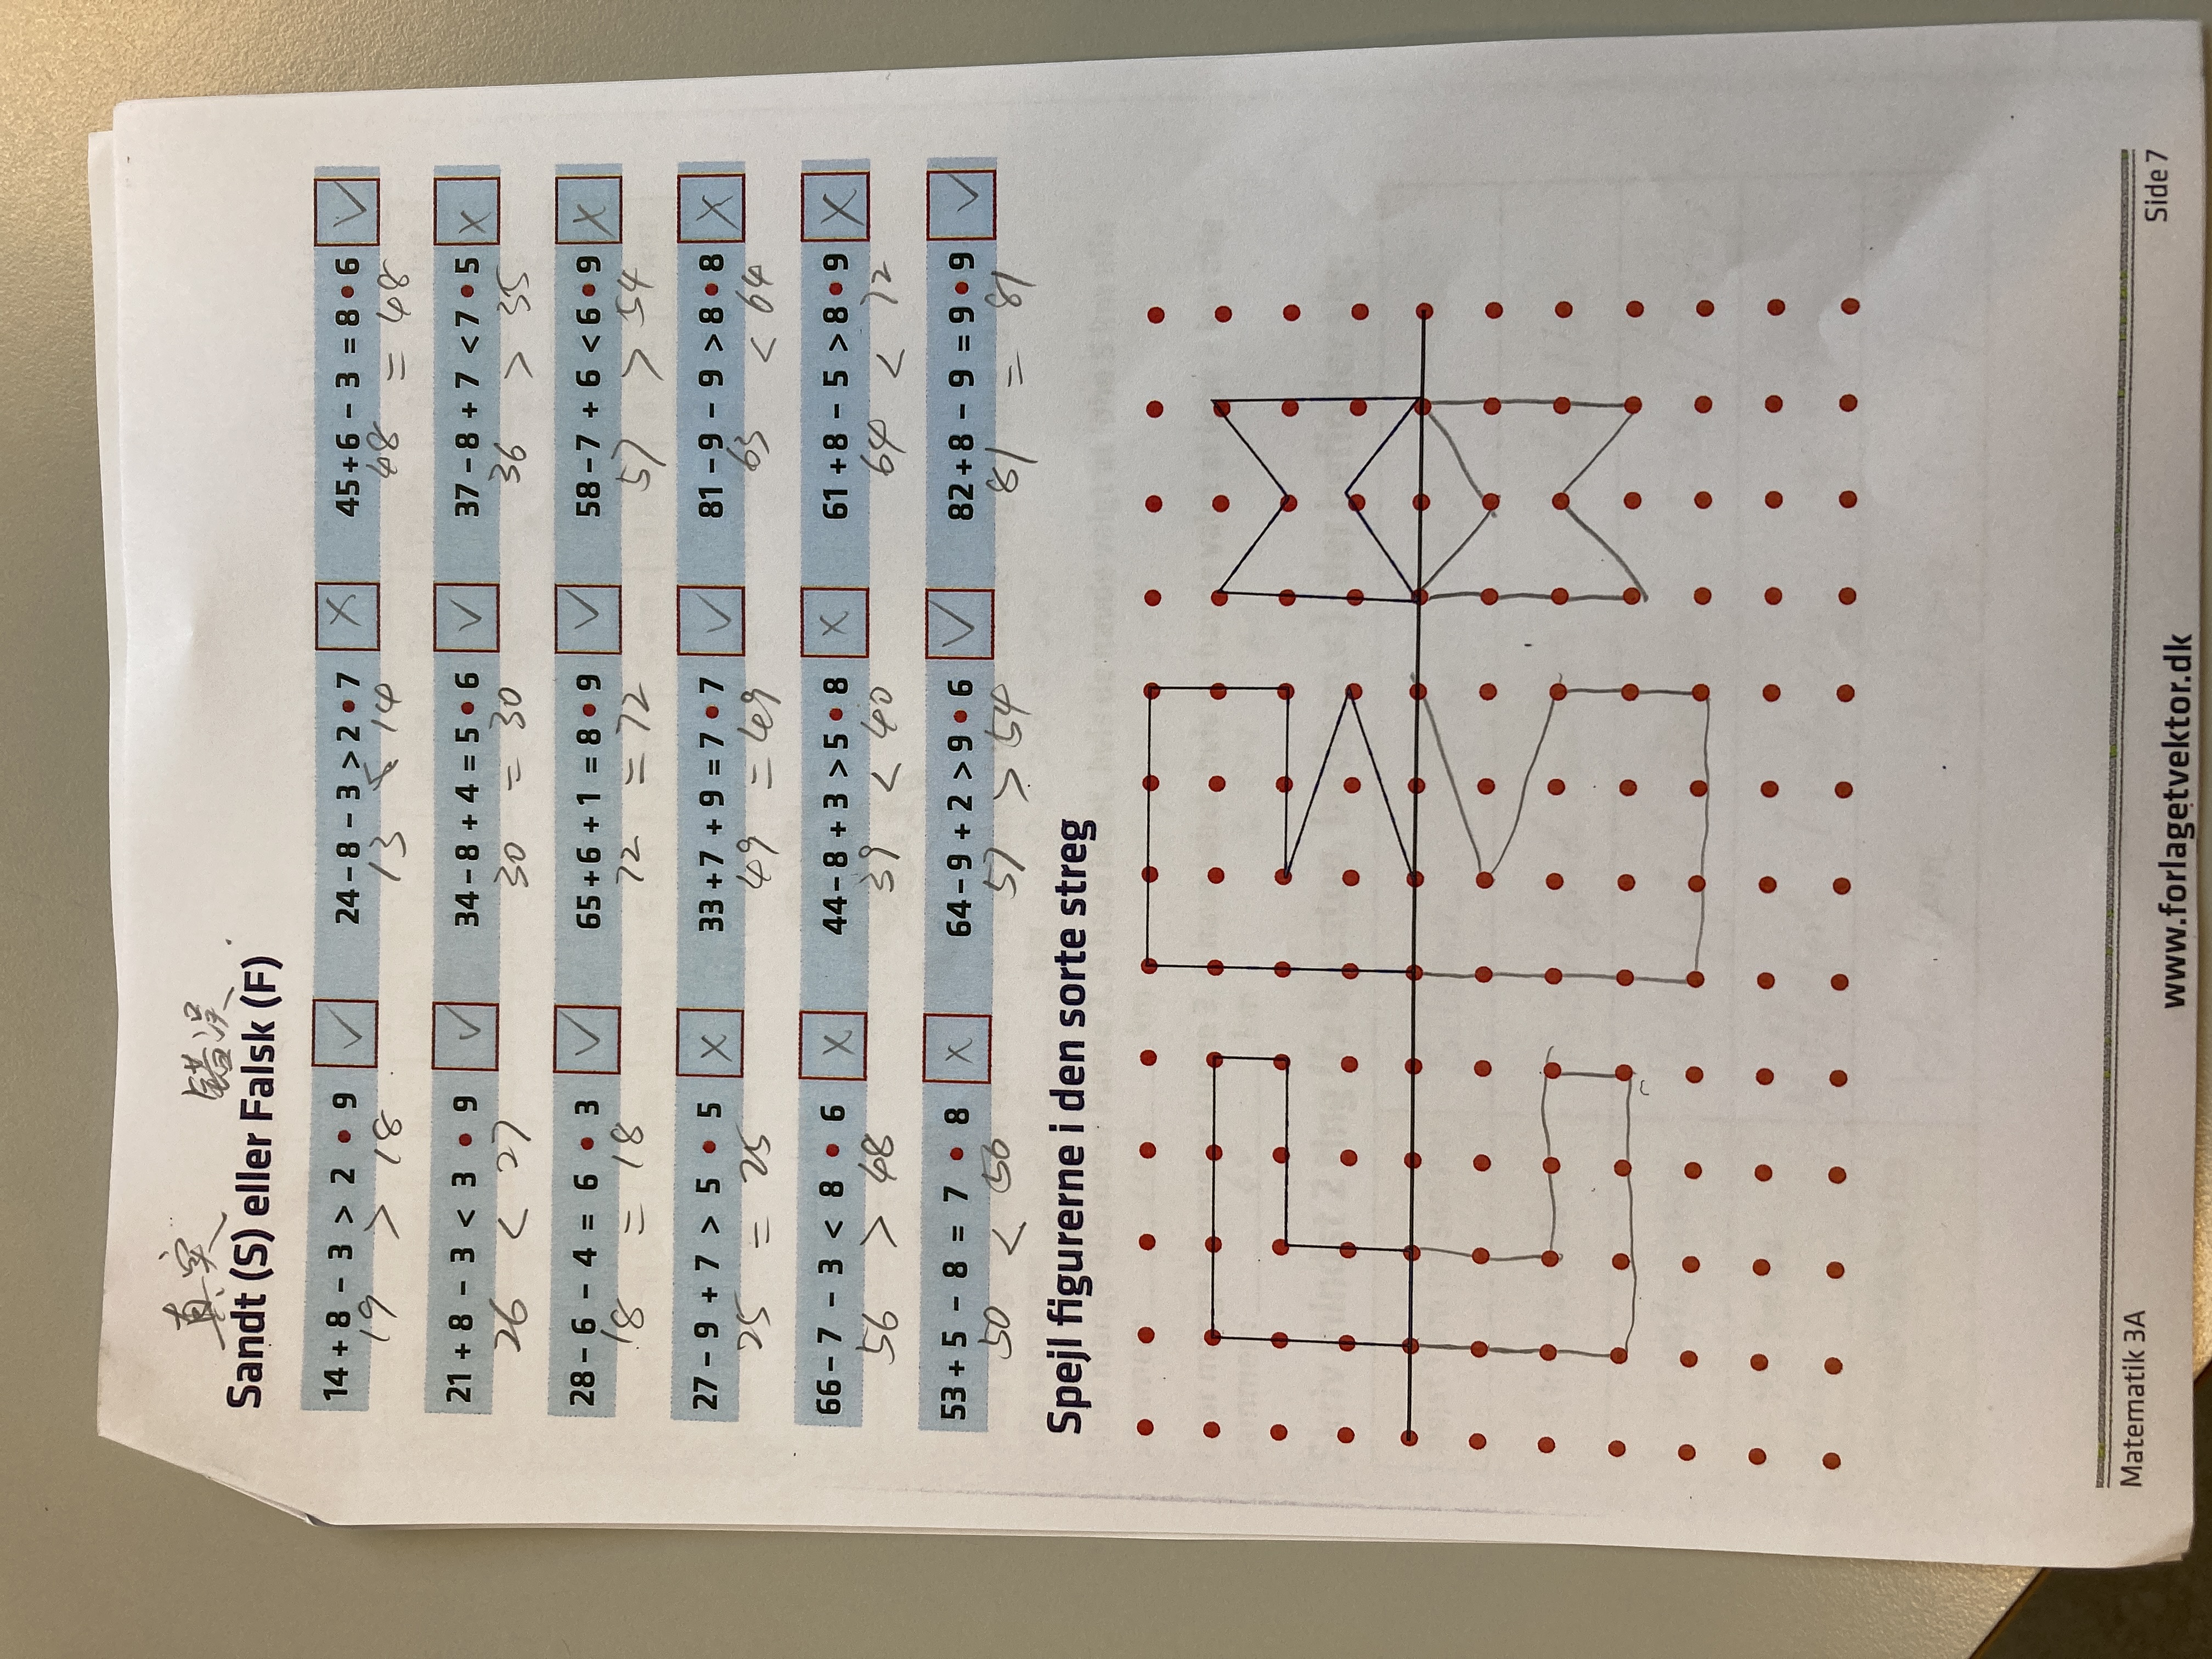 真实 错误.
Sandt (S) eller Falsk (F)
14 + 8 - 3 > 2 • 9 ✓ 24 - 8 - 3 > 2 • 7 × 45 + 6 - 3 = 8 • 6 ✓
19 > 18 13 < 14 48 = 48
21 + 8 - 3 < 3 • 9 ✓ 34 - 8 + 4 = 5 • 6 ✓ 37 - 8 + 7 < 7 • 5 ×
26 < 27 30 = 30 36 > 35
28 - 6 - 4 = 6 • 3 ✓ 65 + 6 + 1 = 8 • 9 ✓ 58 - 7 + 6 < 6 • 9 ×
18 = 18 72 = 72 57 > 54
27 - 9 + 7 > 5 • 5 × 33 + 7 + 9 = 7 • 7 ✓ 81 - 9 - 9 > 8 • 8 ×
25 = 25 49 = 49 63 < 64
66 - 7 - 3 < 8 • 6 × 44 - 8 + 3 > 5 • 8 × 61 + 8 - 5 > 8 • 9 ×
56 > 48 39 < 40 64 < 72
53 + 5 - 8 = 7 • 8 × 64 - 9 + 2 > 9 • 6 ✓ 82 + 8 - 9 = 9 • 9 ✓
50 < 56 57 > 54 81 = 81
Spejl figurerne i den sorte streg
Matematik 3A
Side 7
www.forlagetvektor.dk